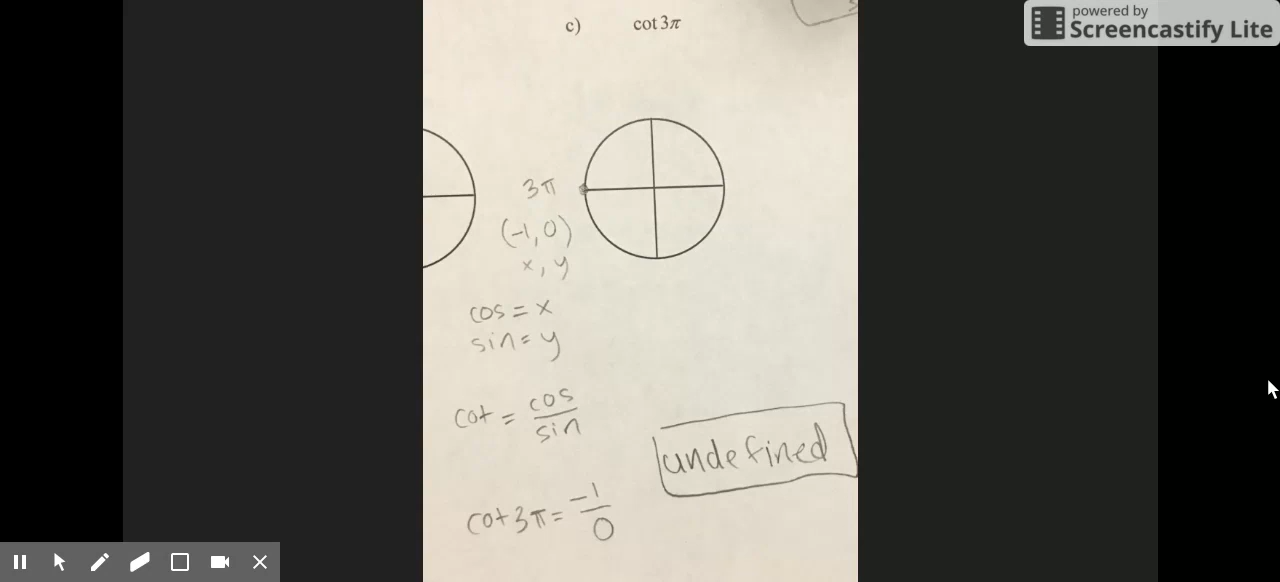 powered by
Screencastify Lite
c) cot 3π
3π
(-1, 0)
x, y
cos = x
sin = y
cot = cos/sin
undefined
cot 3π = -1/0